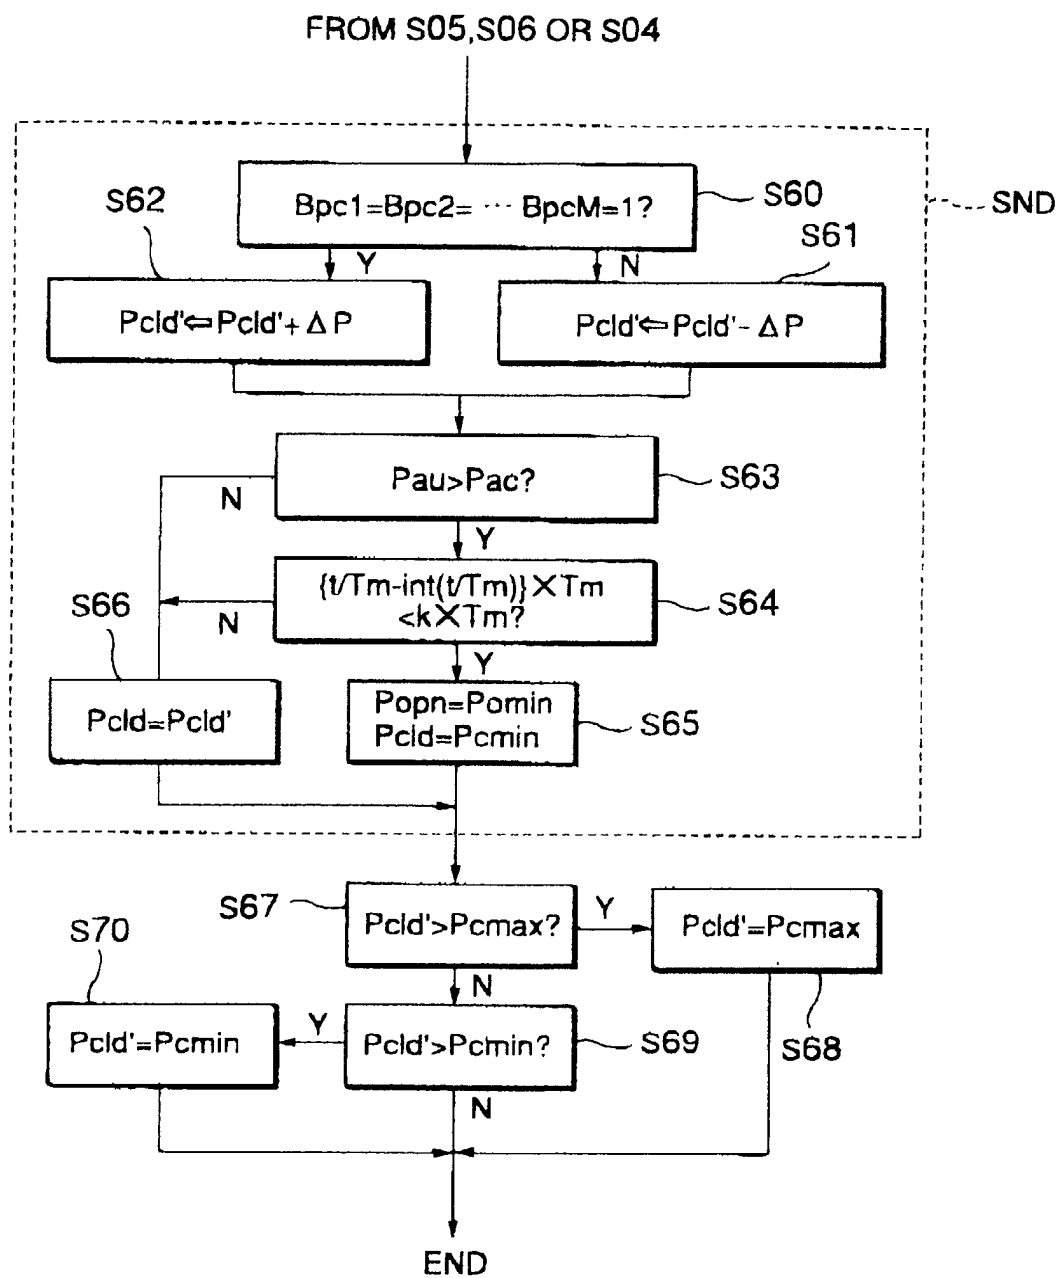 FROM S05,S06 OR S04
SND
Bpc1=Bpc2= ... BpcM=1?
S60
S62
S61
Y
N
Pcld'⇐Pcld'+ΔP
Pcld'⇐Pcld'-ΔP
Pau>Pac?
S63
N
Y
{t/Tm-int(t/Tm)}×Tm
<k×Tm?
S64
N
Y
S66
Pcld=Pcld'
Popn=Pomin
Pcld=Pcmin
S65
S67
Pcld'>Pcmax?
Y
Pcld'=Pcmax
S68
N
S70
Pcld'=Pcmin
Y
Pcld'>Pcmin?
S69
N
END